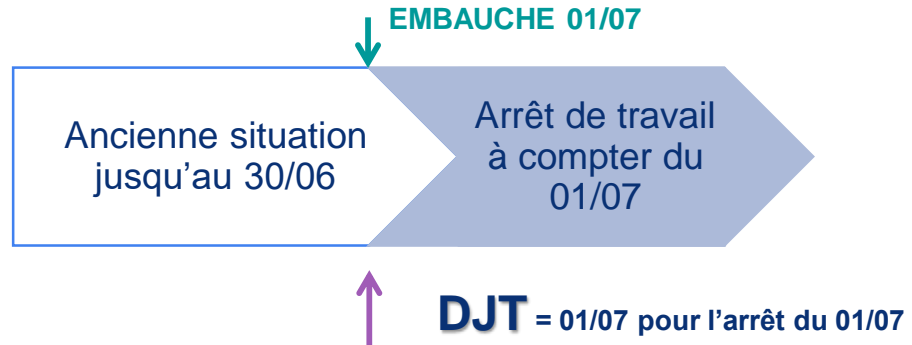 EMBAUCHE 01/07
Ancienne situation
jusqu’au 30/06
Arrêt de travail
à compter du
01/07
DJT = 01/07 pour l’arrêt du 01/07